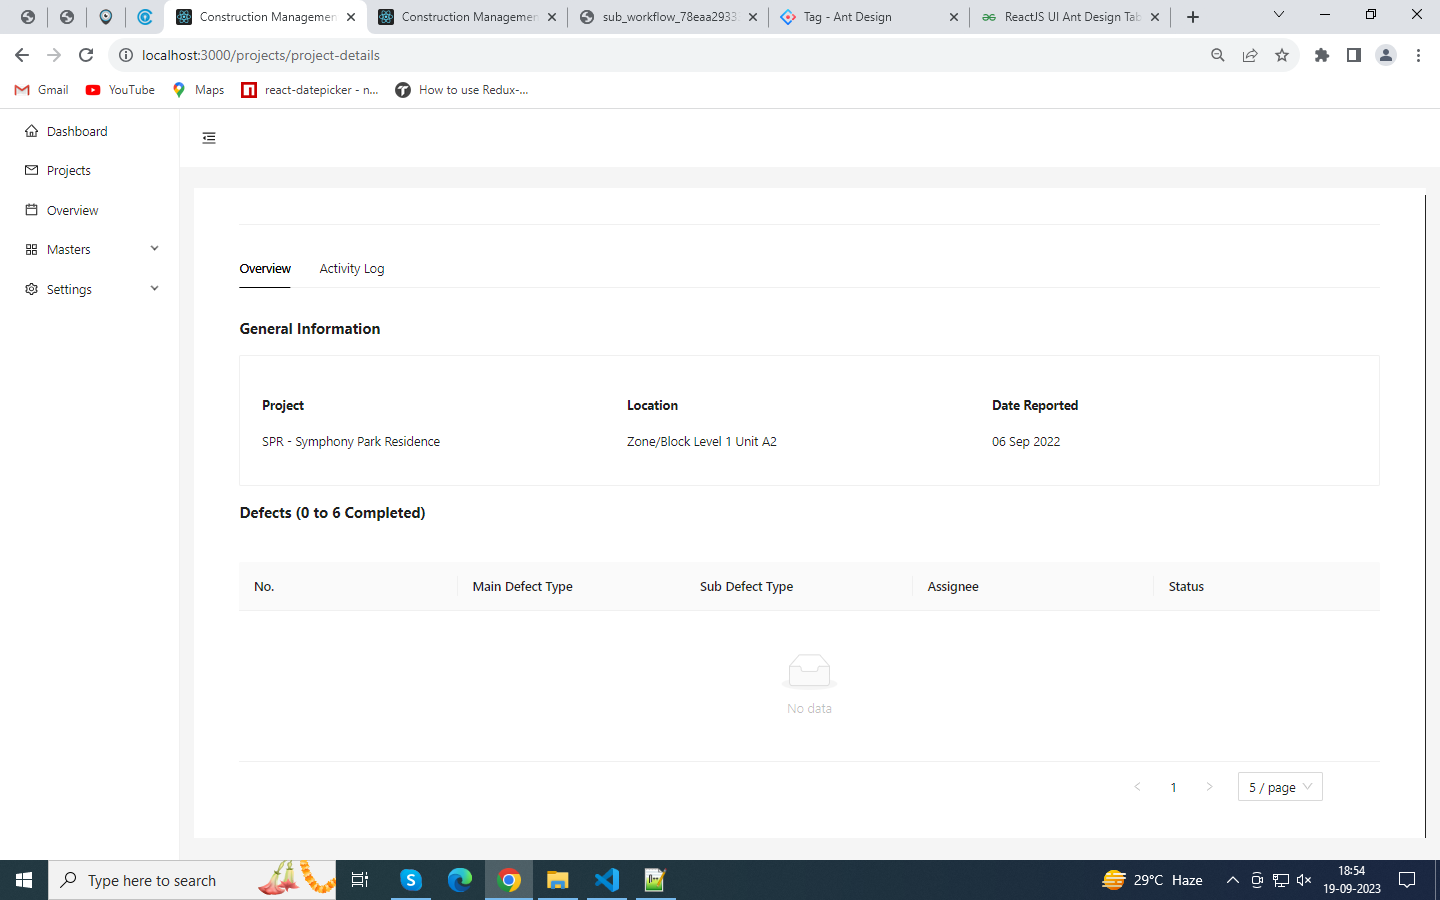 Construction Managemen
Construction Managemen
sub_workflow_78eaa2933
Tag - Ant Design
ReactJS UI Ant Design Tab
localhost:3000/projects/project-details
Gmail
YouTube
Maps
react-datepicker - n...
How to use Redux-...
Dashboard
Projects
Overview
Masters
Settings
Overview
Activity Log
General Information
Project
Location
Date Reported
SPR - Symphony Park Residence
Zone/Block Level 1 Unit A2
06 Sep 2022
Defects (0 to 6 Completed)
No.
Main Defect Type
Sub Defect Type
Assignee
Status
No data
1
5 / page
Type here to search
29°C Haze
18:54
19-09-2023